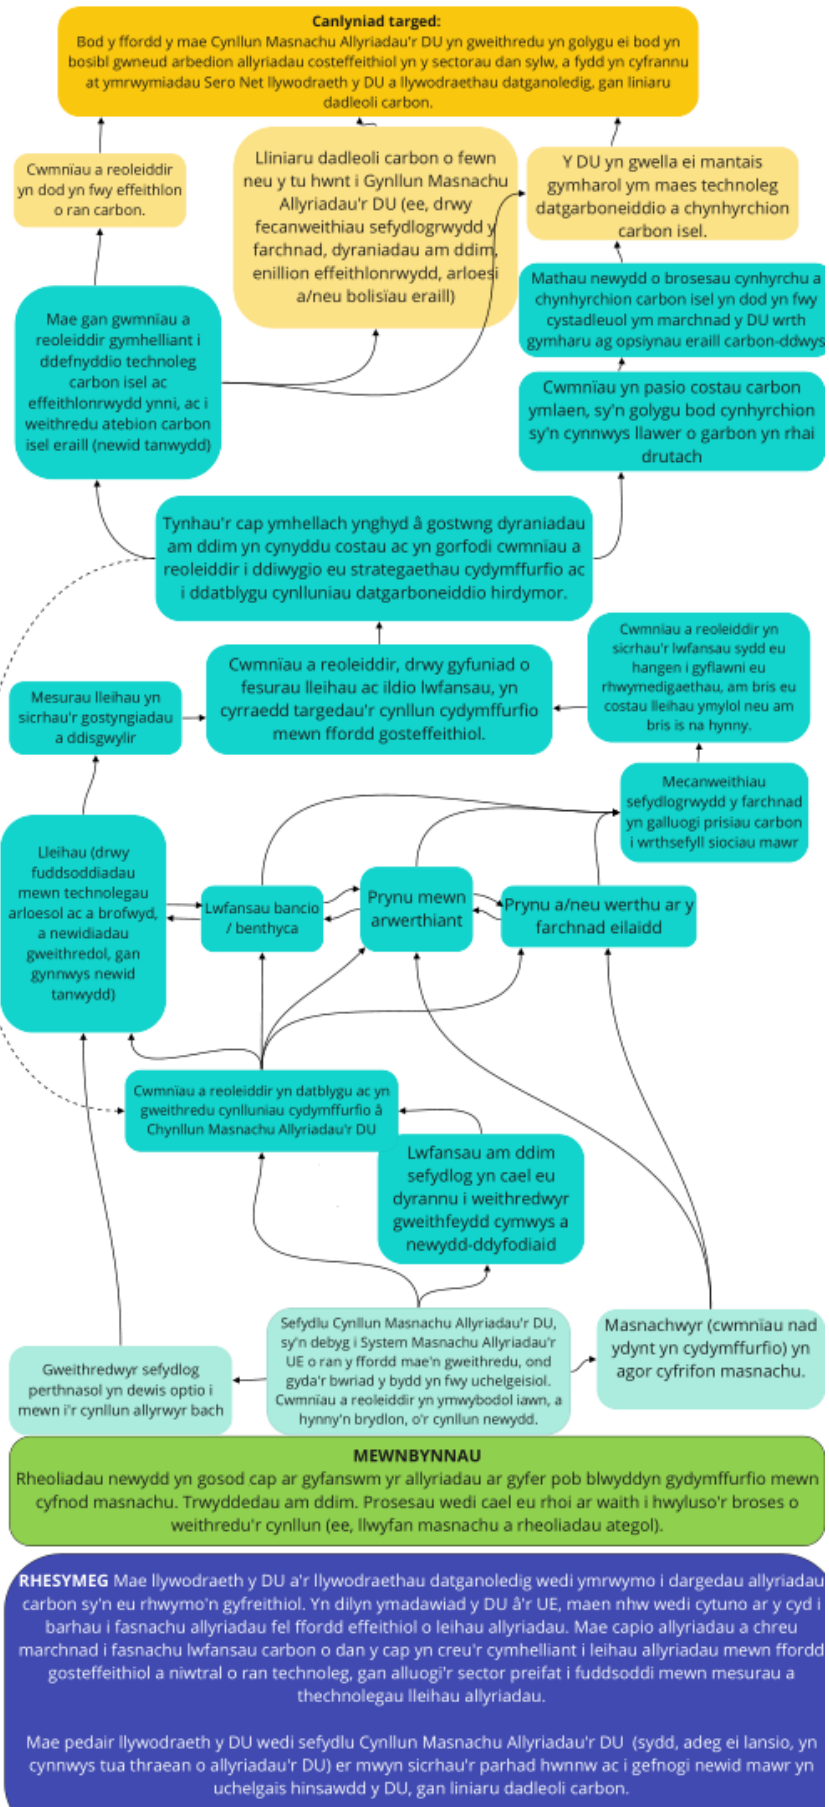 Canlyniad targed:
Bod y ffordd y mae Cynllun Masnachu Allyriadau'r DU yn gweithredu yn golygu ei bod yn
bosibl gwneud arbedion allyriadau costeffeithiol yn y sectorau dan sylw, a fydd yn cyfrannu
at ymrwymiadau Sero Net llywodraeth y DU a llywodraethau datganoledig, gan liniaru
dadleoli carbon.
Cwmnïau a reoleiddir
yn dod yn fwy effeithlon
o ran carbon.
Lliniaru dadleoli carbon o fewn
neu y tu hwnt i Gynllun Masnachu
Allyriadau'r DU (ee, drwy
fecanweithiau sefydlogrwydd y
farchnad, dyraniadau am ddim,
enillion effeithlonrwydd, arloesi
a/neu bolisïau eraill)
Y DU yn gwella ei mantais
gymharol ym maes technoleg
datgarboneiddio a chynhyrchion
carbon isel.
Mathau newydd o brosesau cynhyrchu a
chynhyrchion carbon isel yn dod yn fwy
cystadleuol ym marchnad y DU wrth
gymharu ag opsiynau eraill carbon-ddwys
Mae gan gwmnïau a
reoleiddir gymhelliant i
ddefnyddio technoleg
carbon isel ac
effeithlonrwydd ynni, ac i
weithredu atebion carbon
isel eraill (newid tanwydd)
Cwmnïau yn pasio costau carbon
ymlaen, sy'n golygu bod cynhyrchion
sy'n cynnwys llawer o garbon yn rhai
drutach
Tynhau'r cap ymhellach ynghyd â gostwng dyraniadau
am ddim yn cynyddu costau ac yn gorfodi cwmnïau a
reoleiddir i ddiwygio eu strategaethau cydymffurfio ac
i ddatblygu cynlluniau datgarboneiddio hirdymor.
Cwmniau a reoleiddir yn
sicrhau'r lwfansau sydd eu
hangen i gyflawni eu
rhwymedigaethau, am bris eu
costau lleihau ymylol neu am
bris is na hynny.
Cwmnïau a reoleiddir, drwy gyfuniad o
fesurau lleihau ac ildio lwfansau, yn
cyrraedd targedau'r cynllun cydymffurfio
mewn ffordd gosteffeithiol.
Mesurau lleihau yn
sicrhau'r gostyngiadau
a ddisgwylir
Mecanweithiau
sefydlogrwydd y farchnad
yn galluogi prisiau carbon
i wrthsefyll siociau mawr
Lleihau (drwy
fuddsoddiadau
mewn technolegau
arloesol ac a brofwyd,
a newidiadau
gweithredol, gan
gynnwys newid
tanwydd)
Lwfansau bancio
/ benthyca
Prynu mewn
arwerthiant
Prynu a/neu werthu ar y
farchnad eilaidd
Cwmnïau a reoleiddir yn datblygu ac yn
gweithredu cynlluniau cydymffurfio â
Chynllun Masnachu Allyriadau'r DU
Lwfansau am ddim
sefydlog yn cael eu
dyrannu i weithredwyr
gweithfeydd cymwys a
newydd-ddyfodiaid
Gweithredwyr sefydlog
perthnasol yn dewis optio i
mewn i'r cynllun allyrwyr bach
Sefydlu Cynllun Masnachu Allyriadau'r DU,
sy'n debyg i System Masnachu Allyriadau'r
UE o ran y ffordd mae'n gweithredu, ond
gyda'r bwriad y bydd yn fwy uchelgeisiol.
Cwmnïau a reoleiddir yn ymwybodol iawn, a
hynny'n brydlon, o'r cynllun newydd.
Masnachwyr (cwmnïau nad
ydynt yn cydymffurfio) yn
agor cyfrifon masnachu.
MEWNBYNNAU
Rheoliadau newydd yn gosod cap ar gyfanswm yr allyriadau ar gyfer pob blwyddyn gydymffurfio mewn
cyfnod masnachu. Trwyddedau am ddim. Prosesau wedi cael eu rhoi ar waith i hwyluso'r broses o
weithredu'r cynllun (ee, llwyfan masnachu a rheoliadau ategol).
RHESYMEG Mae llywodraeth y DU a'r llywodraethau datganoledig wedi ymrwymo i dargedau allyriadau
carbon sy'n eu rhwymo'n gyfreithiol. Yn dilyn ymadawiad y DU â'r UE, maen nhw wedi cytuno ar y cyd i
barhau i fasnachu allyriadau fel ffordd effeithiol o leihau allyriadau. Mae capio allyriadau a chreu
marchnad i fasnachu lwfansau carbon o dan y cap yn creu'r cymhelliant i leihau allyriadau mewn ffordd
gosteffeithiol a niwtral o ran technoleg, gan alluogi'r sector preifat i fuddsoddi mewn mesurau a
thechnolegau lleihau allyriadau.
Mae pedair llywodraeth y DU wedi sefydlu Cynllun Masnachu Allyriadau'r DU (sydd, adeg ei lansio, yn
cynnwys tua thraean o allyriadau'r DU) er mwyn sicrhau'r parhad hwnnw ac i gefnogi newid mawr yn
uchelgais hinsawdd y DU, gan liniaru dadleoli carbon.